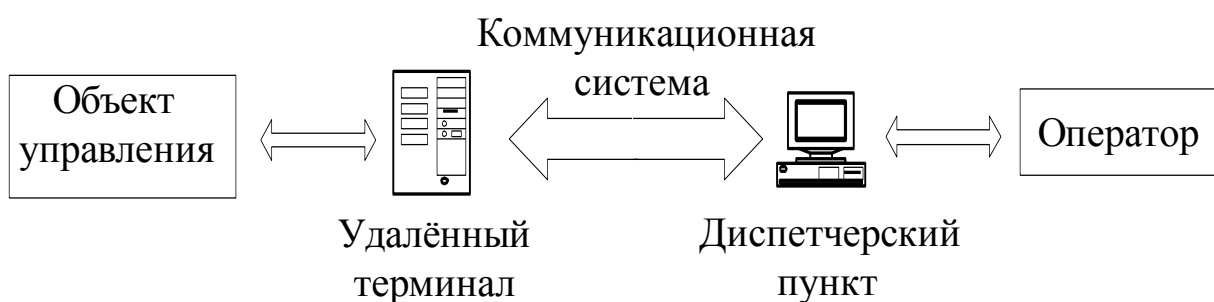 Коммуникационная
система
Объект
управления
Оператор
Удалённый
терминал
Диспетчерский
пункт